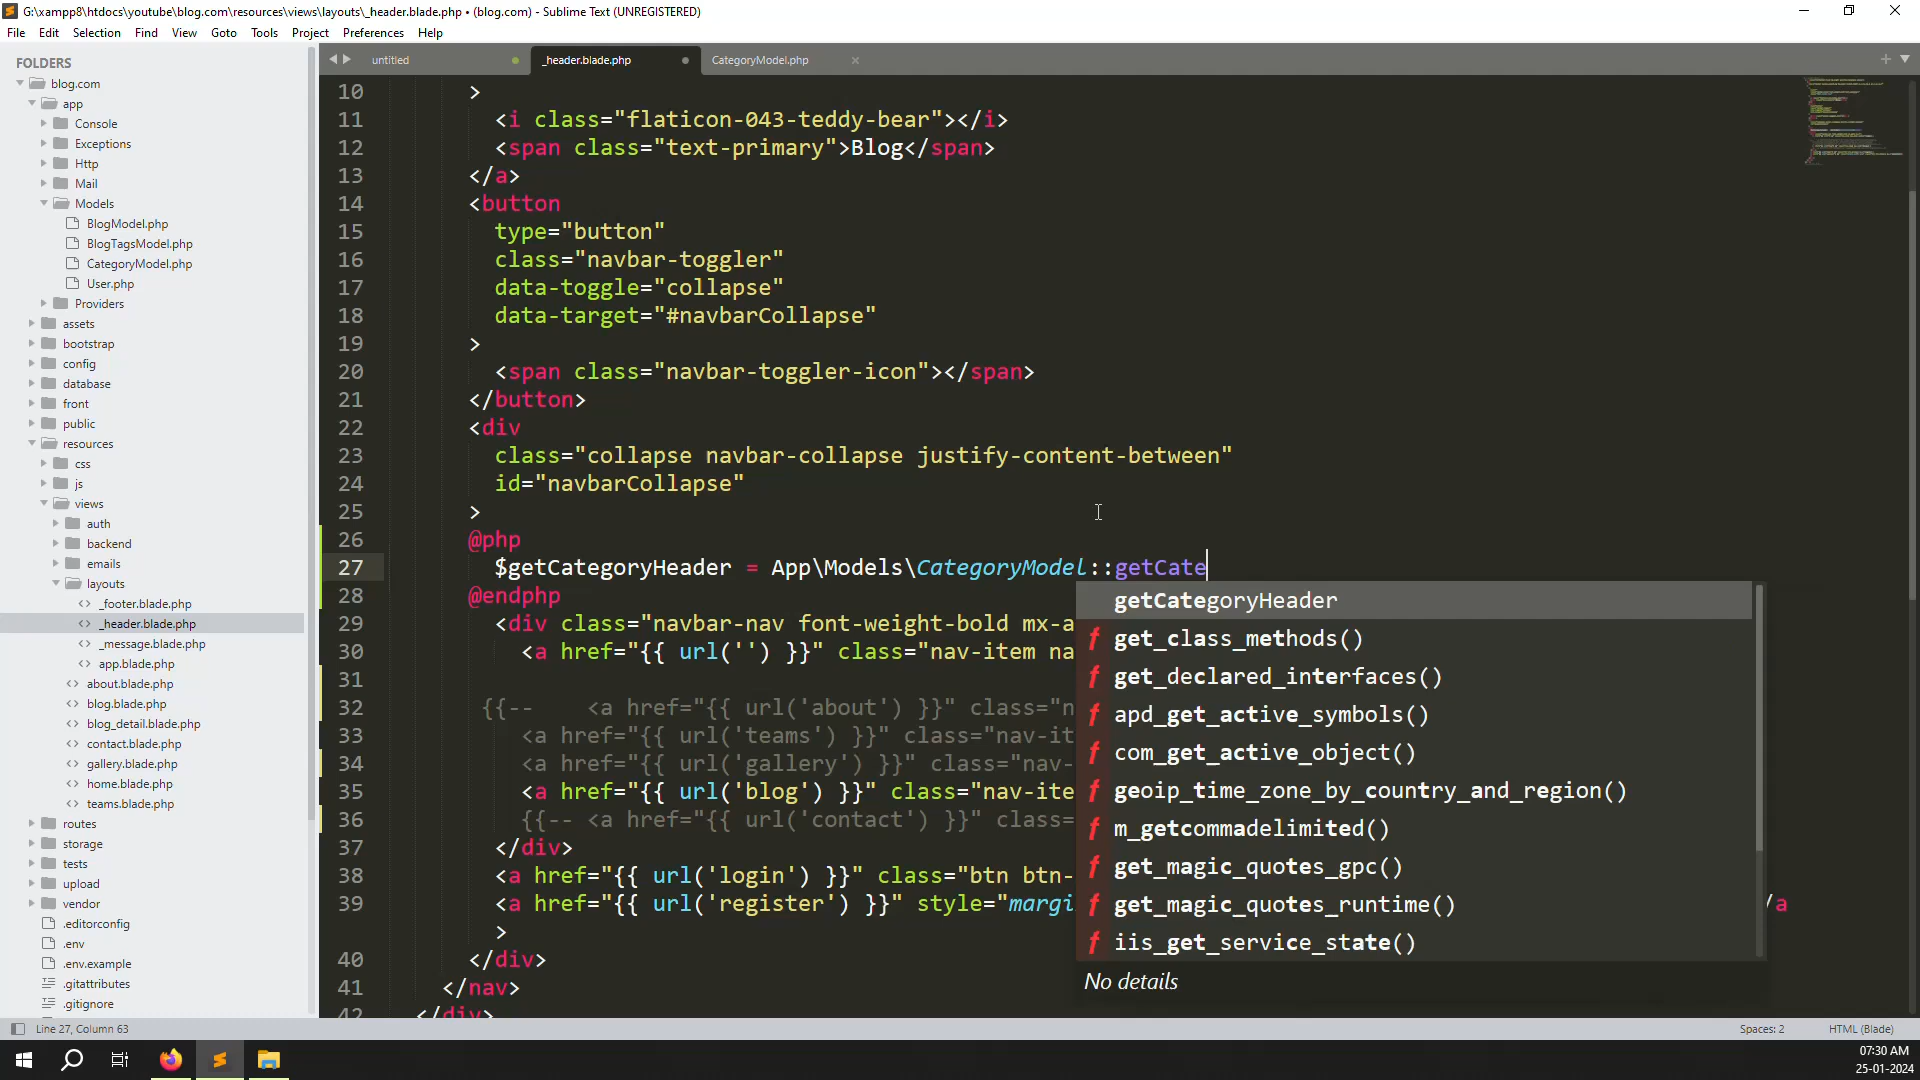 G:\xampp8\htdocs\youtube\blog.com\resources\views\layouts\_header.blade.php • (blog.com) - Sublime Text (UNREGISTERED)
File Edit Selection Find View Goto Tools Project Preferences Help
FOLDERS
blog.com
app
Console
Exceptions
Http
Mail
Models
BlogModel.php
BlogTagsModel.php
CategoryModel.php
User.php
Providers
assets
bootstrap
config
database
front
public
resources
css
js
views
auth
backend
emails
layouts
_footer.blade.php
_header.blade.php
_message.blade.php
app.blade.php
about.blade.php
blog.blade.php
blog_detail.blade.php
contact.blade.php
gallery.blade.php
home.blade.php
teams.blade.php
routes
storage
tests
upload
vendor
.editorconfig
.env
.env.example
.gitattributes
.gitignore
untitled _header.blade.php CategoryModel.php
10 >
11 <i class="flaticon-043-teddy-bear"></i>
12 <span class="text-primary">Blog</span>
13 </a>
14 <button
15 type="button"
16 class="navbar-toggler"
17 data-toggle="collapse"
18 data-target="#navbarCollapse"
19 >
20 <span class="navbar-toggler-icon"></span>
21 </button>
22 <div
23 class="collapse navbar-collapse justify-content-between"
24 id="navbarCollapse"
25 >
26 @php
27 $getCategoryHeader = App\Models\CategoryModel::getCate
28 @endphp
29 <div class="navbar-nav font-weight-bold mx-a
30 <a href="{{ url('') }}" class="nav-item na
31
32 {{-- <a href="{{ url('about') }}" class="n
33 <a href="{{ url('teams') }}" class="nav-it
34 <a href="{{ url('gallery') }}" class="nav-
35 <a href="{{ url('blog') }}" class="nav-ite
36 {{-- <a href="{{ url('contact') }}" class=
37 </div>
38 <a href="{{ url('login') }}" class="btn btn-
39 <a href="{{ url('register') }}" style="margi /a
>
40 </div>
41 </nav>
42 </div>
getCategoryHeader
f get_class_methods()
f get_declared_interfaces()
f apd_get_active_symbols()
f com_get_active_object()
f geoip_time_zone_by_country_and_region()
f m_getcommadelimited()
f get_magic_quotes_gpc()
f get_magic_quotes_runtime()
f iis_get_service_state()
No details
Line 27, Column 63 Spaces: 2 HTML (Blade)
07:30 AM
25-01-2024